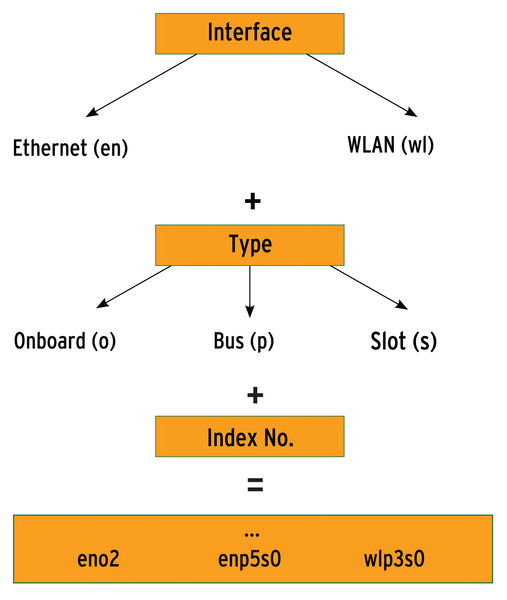 Interface
Ethernet (en) WLAN (wl)
+
Type
Onboard (o) Bus (p) Slot (s)
+
Index No.
=
...
eno2 enp5s0 wlp3s0